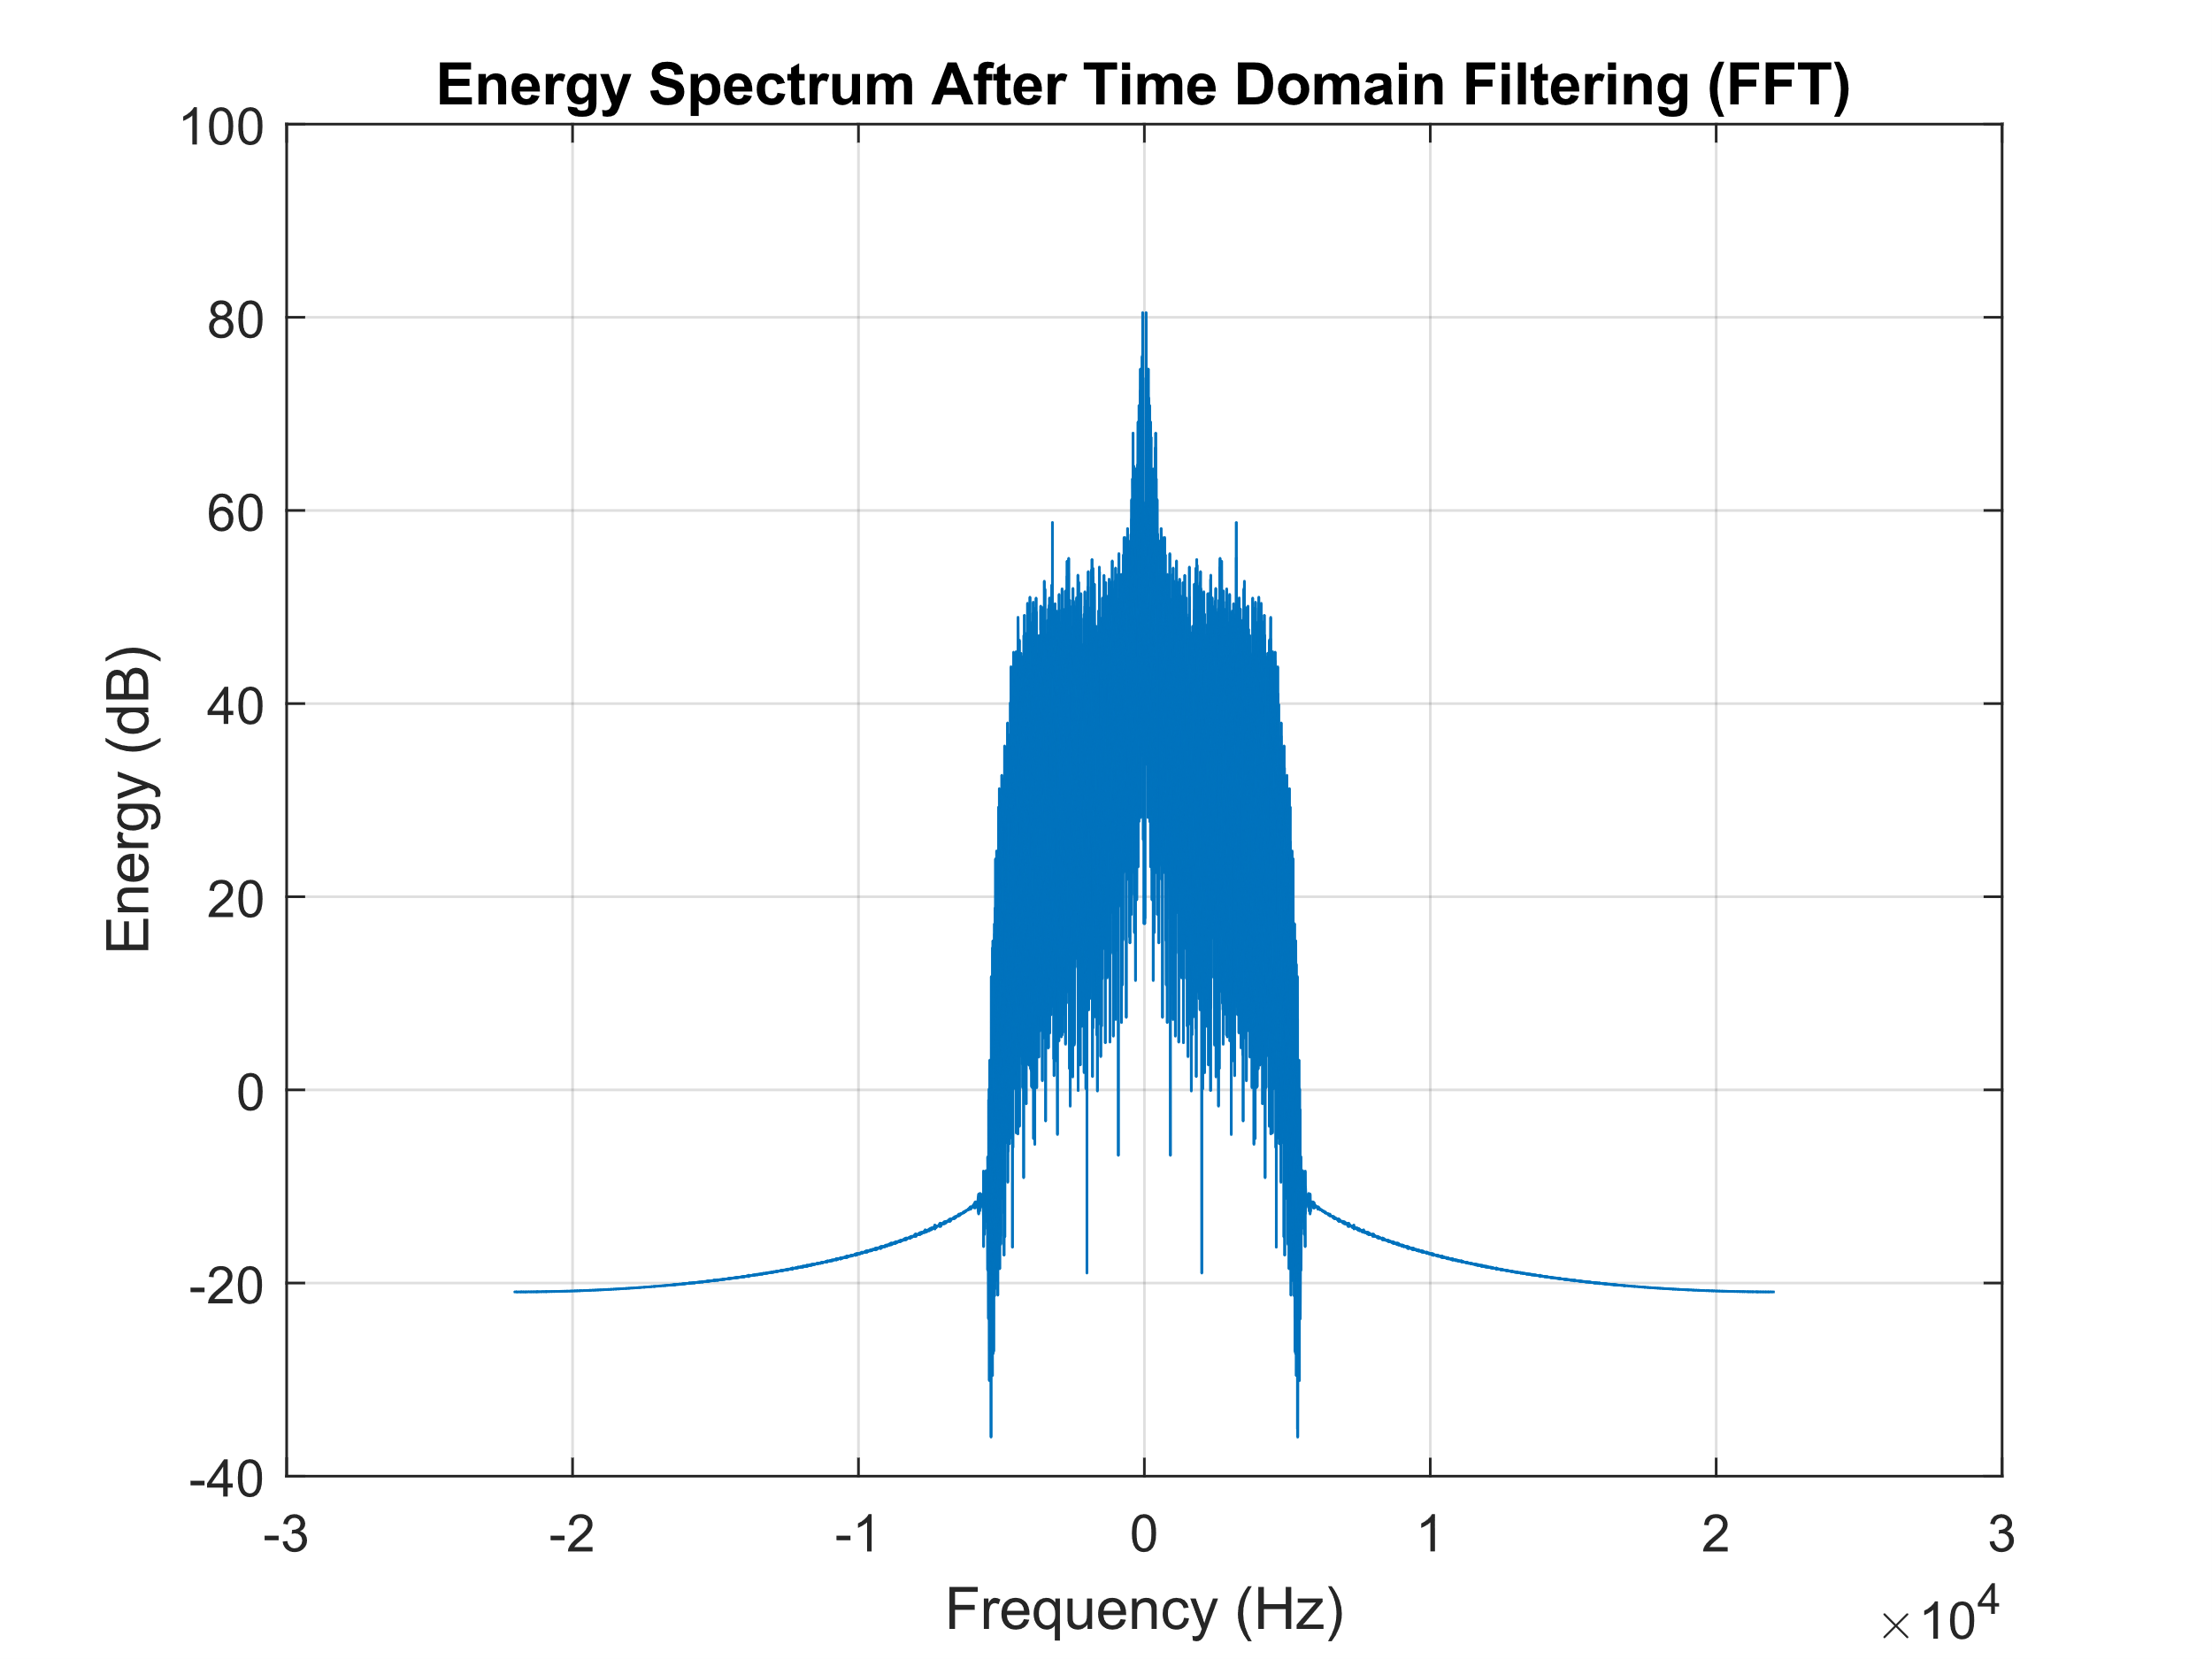 Energy Spectrum After Time Domain Filtering (FFT)
100
80
60
40
20
0
-20
-40
Energy (dB)
-3 -2 -1 0 1 2 3
Frequency (Hz)
×10⁴